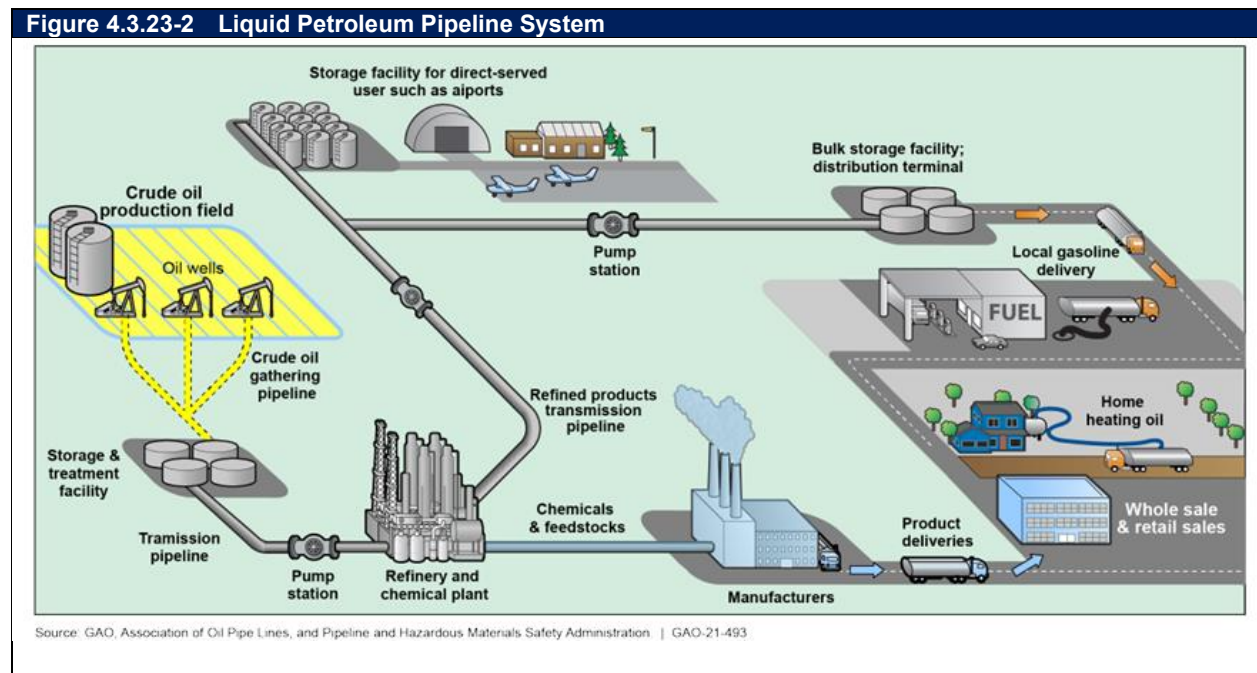 Figure 4.3.23-2 Liquid Petroleum Pipeline System
Storage facility for direct-served
user such as aiports
Bulk storage facility;
distribution terminal
Crude oil
production field
Oil wells
Pump
station
Local gasoline
delivery
FUEL
Crude oil
gathering
pipeline
Refined products
transmission
pipeline
Home
heating oil
Storage &
treatment
facility
Chemicals
& feedstocks
Whole sale
& retail sales
Product
deliveries
Tramission
pipeline
Pump
station
Refinery and
chemical plant
Manufacturers
Source: GAO, Association of Oil Pipe Lines, and Pipeline and Hazardous Materials Safety Administration. | GAO-21-493